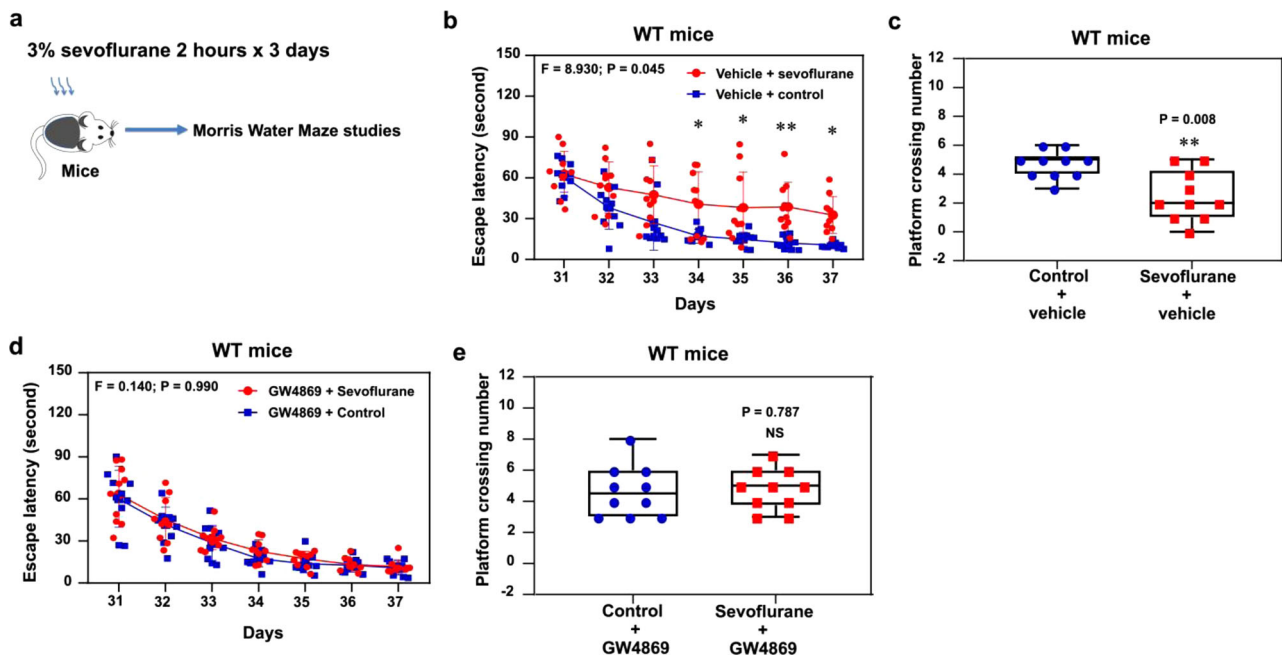 a
3% sevoflurane 2 hours x 3 days
Mice
Morris Water Maze studies
b
WT mice
F = 8.930; P = 0.045
Vehicle + sevoflurane
Vehicle + control
*
*
**
*
Escape latency (second)
150
120
90
60
30
0
31 32 33 34 35 36 37
Days
c
WT mice
P = 0.008
**
Platform crossing number
12
10
8
6
4
2
0
-2
Control
+
vehicle
Sevoflurane
+
vehicle
d
WT mice
F = 0.140; P = 0.990
GW4869 + Sevoflurane
GW4869 + Control
Escape latency (second)
150
120
90
60
30
0
31 32 33 34 35 36 37
Days
e
WT mice
P = 0.787
NS
Platform crossing number
12
10
8
6
4
2
0
-2
Control
+
GW4869
Sevoflurane
+
GW4869